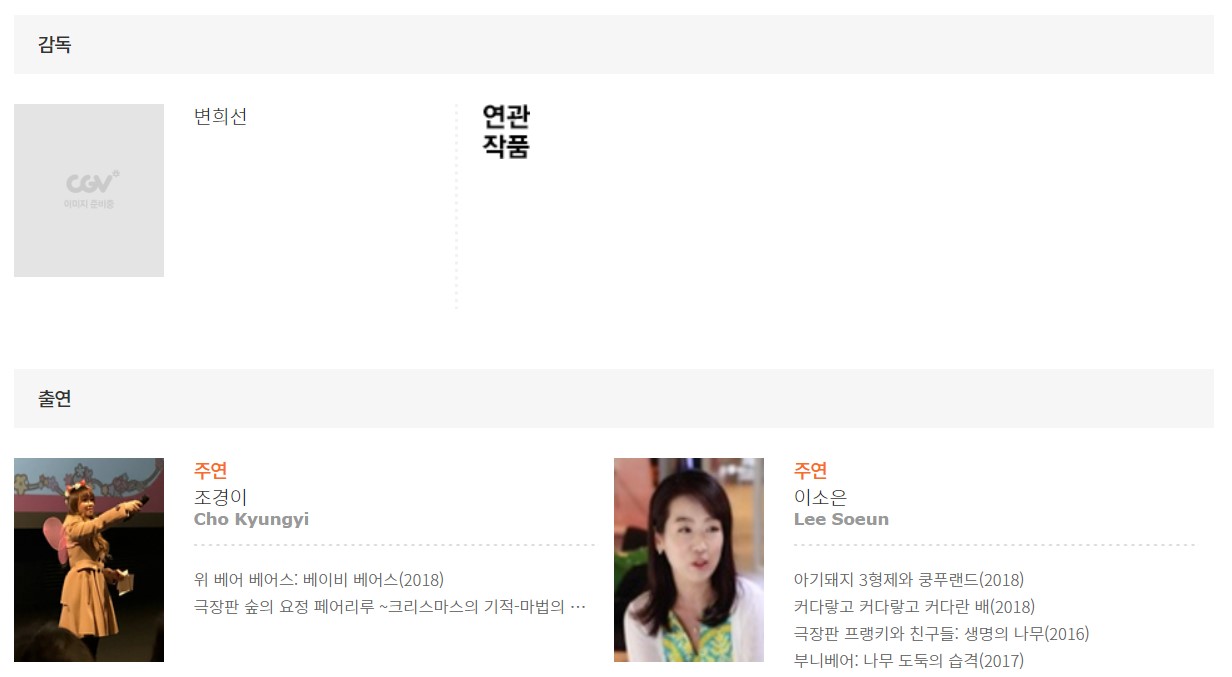 감독
변희선
연관
작품
CGV
이미지 준비중
출연
주연
조경이
Cho Kyungyi
위 베어 베어스: 베이비 베어스(2018)
극장판 숲의 요정 페어리루 ~크리스마스의 기적-마법의 ···
주연
이소은
Lee Soeun
아기돼지 3형제와 쿵푸랜드(2018)
커다랗고 커다랗고 커다란 배(2018)
극장판 프랭키와 친구들: 생명의 나무(2016)
부니베어: 나무 도둑의 습격(2017)